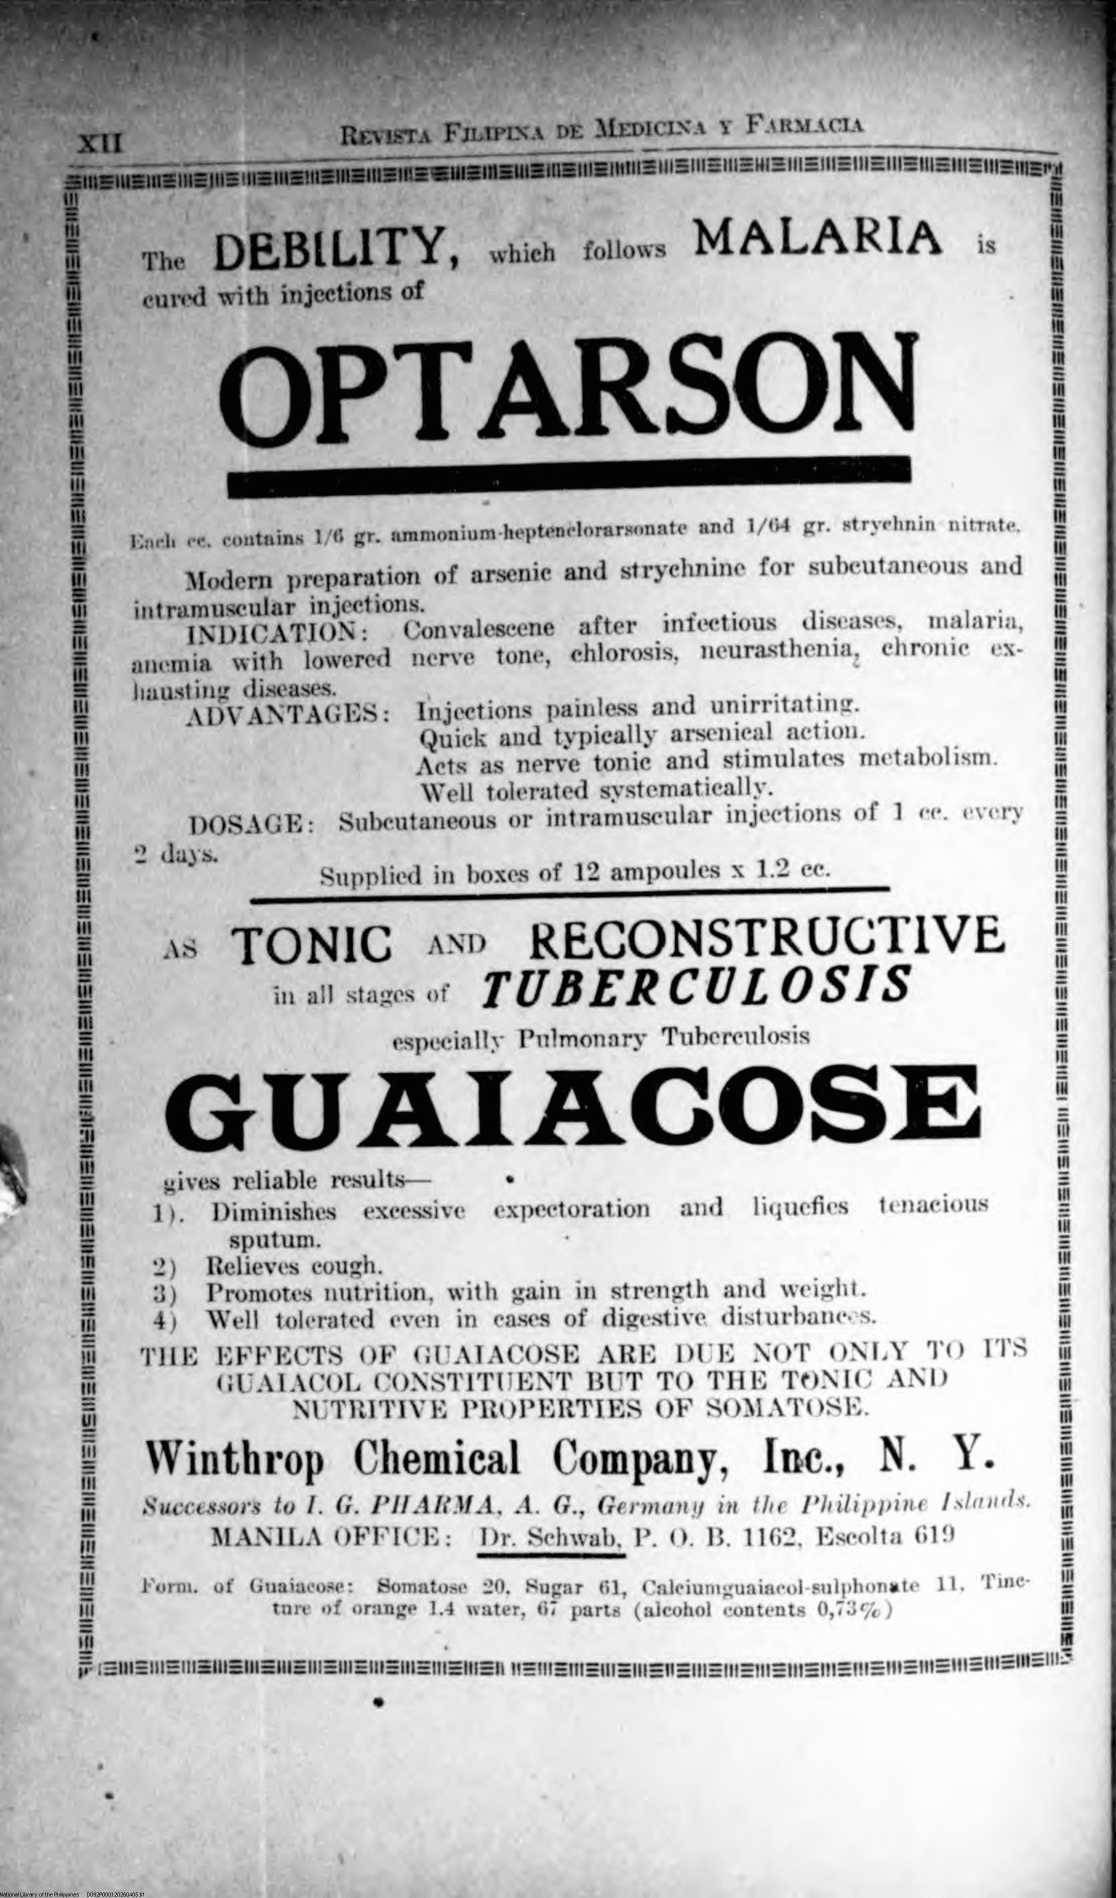 XII
REVISTA FILIPINA DE MEDICINA Y FARMACIA
The DEBILITY, which follows MALARIA is
cured with injections of
OPTARSON
Each cc. contains 1/6 gr. ammonium-heptenclorarsonate and 1/64 gr. strychnin nitrate.
Modern preparation of arsenic and strychnine for subcutaneous and
intramuscular injections.
INDICATION: Convalescene after infectious diseases, malaria,
anemia with lowered nerve tone, chlorosis, neurasthenia, chronic ex-
hausting diseases.
ADVANTAGES: Injections painless and unirritating.
Quick and typically arsenical action.
Acts as nerve tonic and stimulates metabolism.
Well tolerated systematically.
DOSAGE: Subcutaneous or intramuscular injections of 1 cc. every
2 days.
Supplied in boxes of 12 ampoules x 1.2 cc.
AS TONIC AND RECONSTRUCTIVE
in all stages of TUBERCULOSIS
especially Pulmonary Tuberculosis
GUAIACOSE
gives reliable results—
1). Diminishes excessive expectoration and liquefies tenacious
sputum.
2) Relieves cough.
3) Promotes nutrition, with gain in strength and weight.
4) Well tolerated even in cases of digestive disturbances.
THE EFFECTS OF GUAIACOSE ARE DUE NOT ONLY TO ITS
GUAIACOL CONSTITUENT BUT TO THE TONIC AND
NUTRITIVE PROPERTIES OF SOMATOSE.
Winthrop Chemical Company, Inc., N. Y.
Successors to I. G. PHARMA, A. G., Germany in the Philippine Islands.
MANILA OFFICE: Dr. Schwab, P. O. B. 1162, Escolta 619
Form. of Guaiacose: Somatose 20, Sugar 61, Calciumguaiacol-sulphonate 11, Tinc-
ture of orange 1.4 water, 67 parts (alcohol contents 0,73%)
National Library of the Philippines